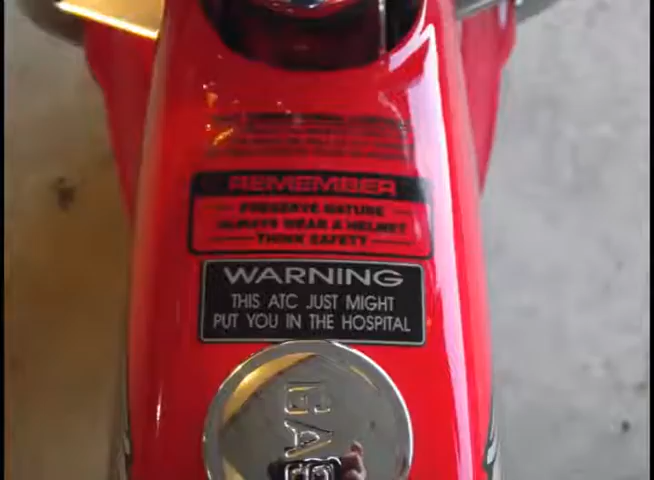 REMEMBER
PRESERVE NATURE
ALWAYS WEAR A HELMET
THINK SAFETY
WARNING
THIS ATC JUST MIGHT
PUT YOU IN THE HOSPITAL
GAS